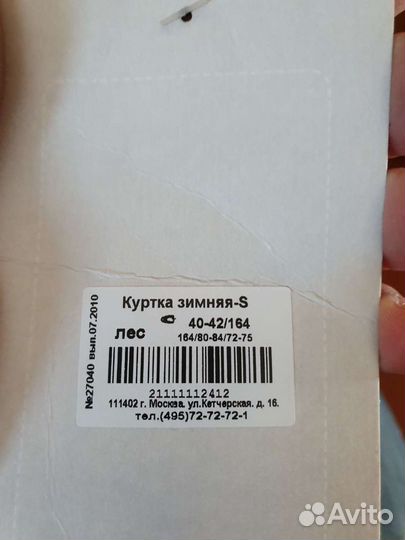 Куртка зимняя-S
лес 40-42/164
164/80-84/72-75
21111112412
111402 г. Москва. ул.Кетчерская. д. 16.
тел.(495)72-72-72-1
№27040 вып.07.2010
Avito